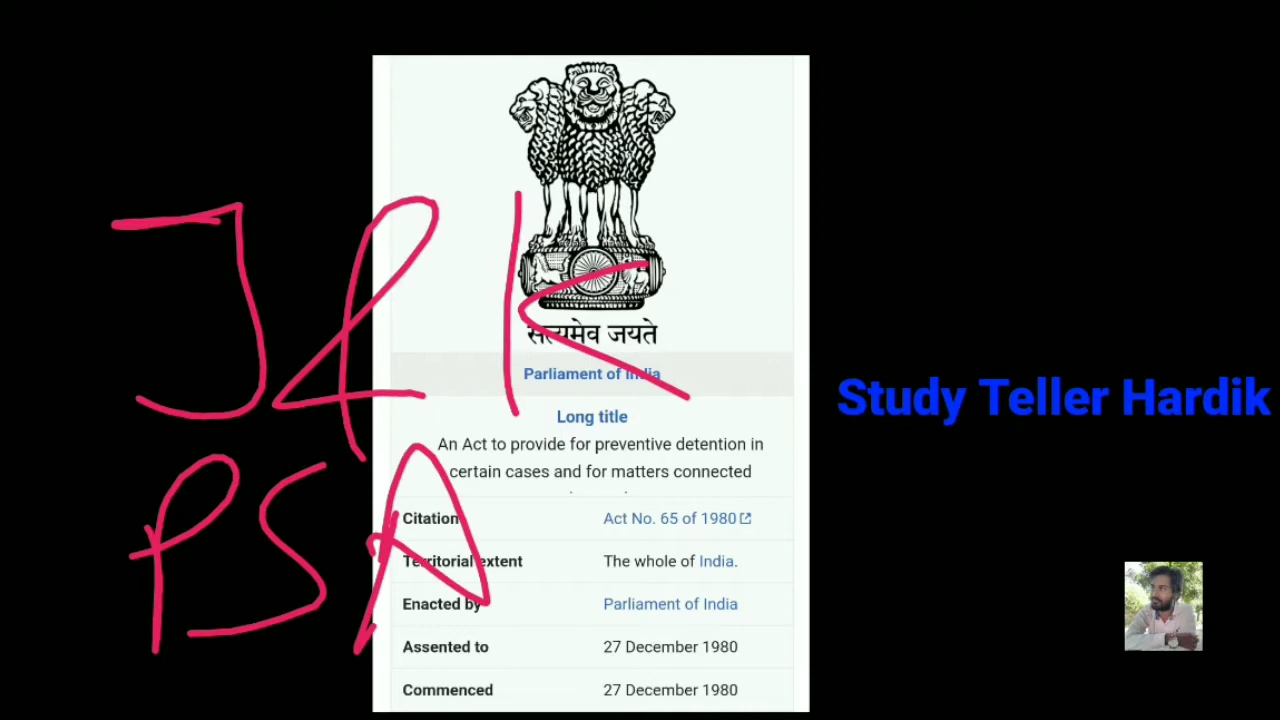 सत्यमेव जयते
J & K
Parliament of India
Study Teller Hardik
Long title
An Act to provide for preventive detention in
certain cases and for matters connected
PSA
Citation Act No. 65 of 1980
Territorial extent The whole of India.
Enacted by Parliament of India
Assented to 27 December 1980
Commenced 27 December 1980